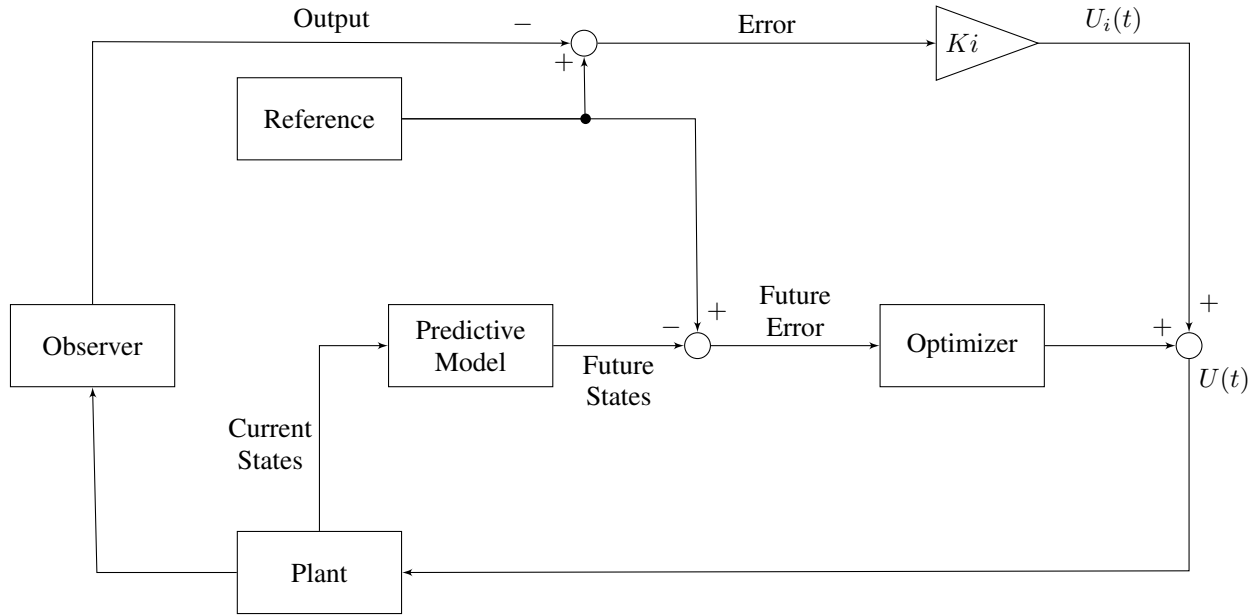 Output
−
+
Error
Ki
U_i(t)
Reference
Observer
Predictive
Model
Future
States
−
+
Future
Error
Optimizer
+
+
U(t)
Current
States
Plant